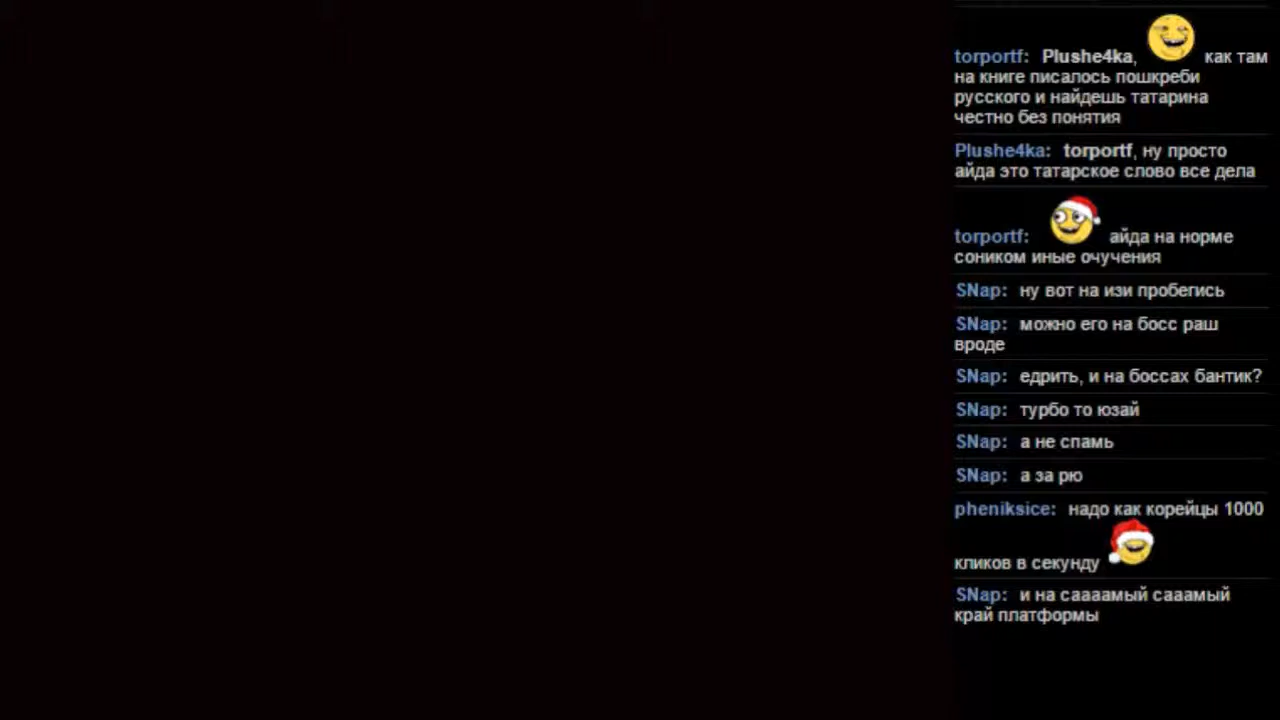 torportf: Plushe4ka, как там
на книге писалось пошкреби
русского и найдешь татарина
честно без понятия
Plushe4ka: torportf, ну просто
айда это татарское слово все дела
torportf: айда на норме
соником иные очучения
SNap: ну вот на изи пробегись
SNap: можно его на босс раш
вроде
SNap: едрить, и на боссах бантик?
SNap: турбо то юзай
SNap: а не спамь
SNap: а за рю
pheniksice: надо как корейцы 1000
кликов в секунду
SNap: и на саааамый сааамый
край платформы